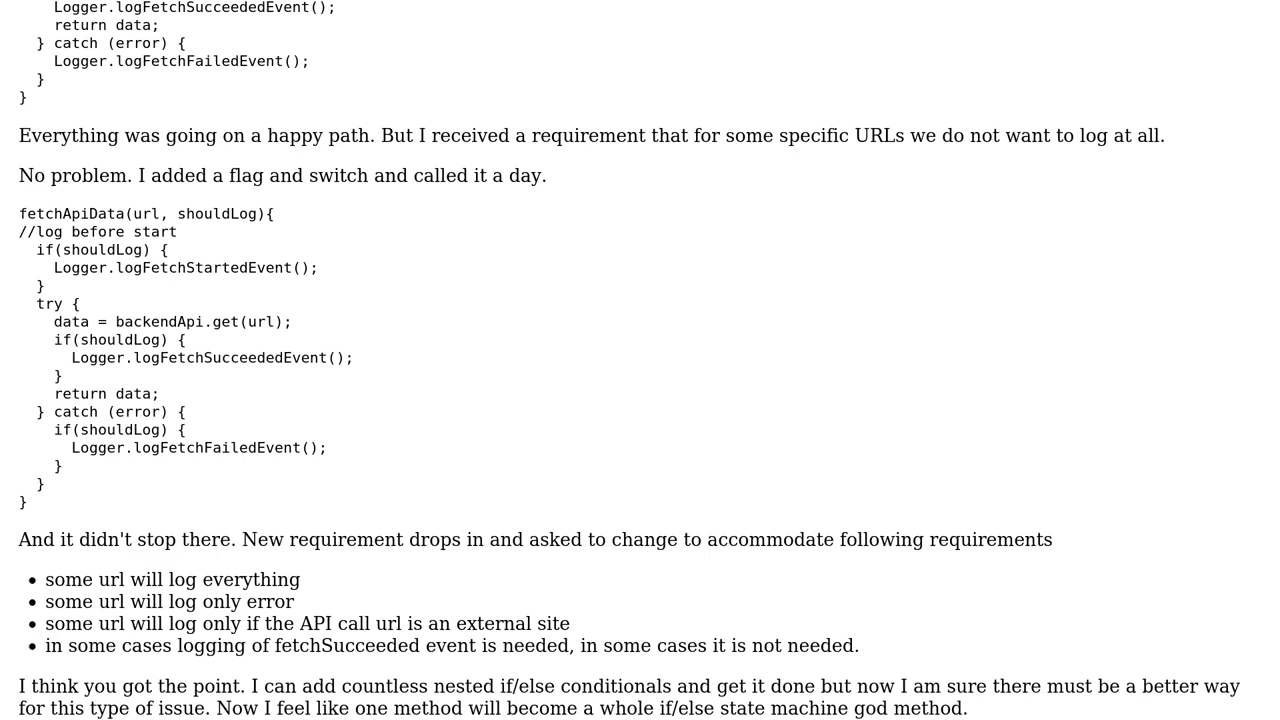 Logger.logFetchSucceededEvent();
    return data;
  } catch (error) {
    Logger.logFetchFailedEvent();
  }
}
Everything was going on a happy path. But I received a requirement that for some specific URLs we do not want to log at all.
No problem. I added a flag and switch and called it a day.
fetchApiData(url, shouldLog){
//log before start
  if(shouldLog) {
    Logger.logFetchStartedEvent();
  }
  try {
    data = backendApi.get(url);
    if(shouldLog) {
      Logger.logFetchSucceededEvent();
    }
    return data;
  } catch (error) {
    if(shouldLog) {
      Logger.logFetchFailedEvent();
    }
  }
}
And it didn't stop there. New requirement drops in and asked to change to accommodate following requirements
• some url will log everything
• some url will log only error
• some url will log only if the API call url is an external site
• in some cases logging of fetchSucceeded event is needed, in some cases it is not needed.
I think you got the point. I can add countless nested if/else conditionals and get it done but now I am sure there must be a better way
for this type of issue. Now I feel like one method will become a whole if/else state machine god method.